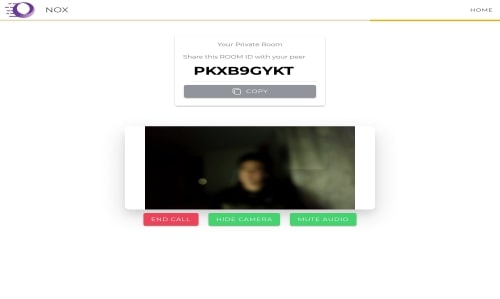 NOX
HOME
Your Private Room
Share this ROOM ID with your peer
PKXB9GYKT
COPY
END CALL
HIDE CAMERA
MUTE AUDIO